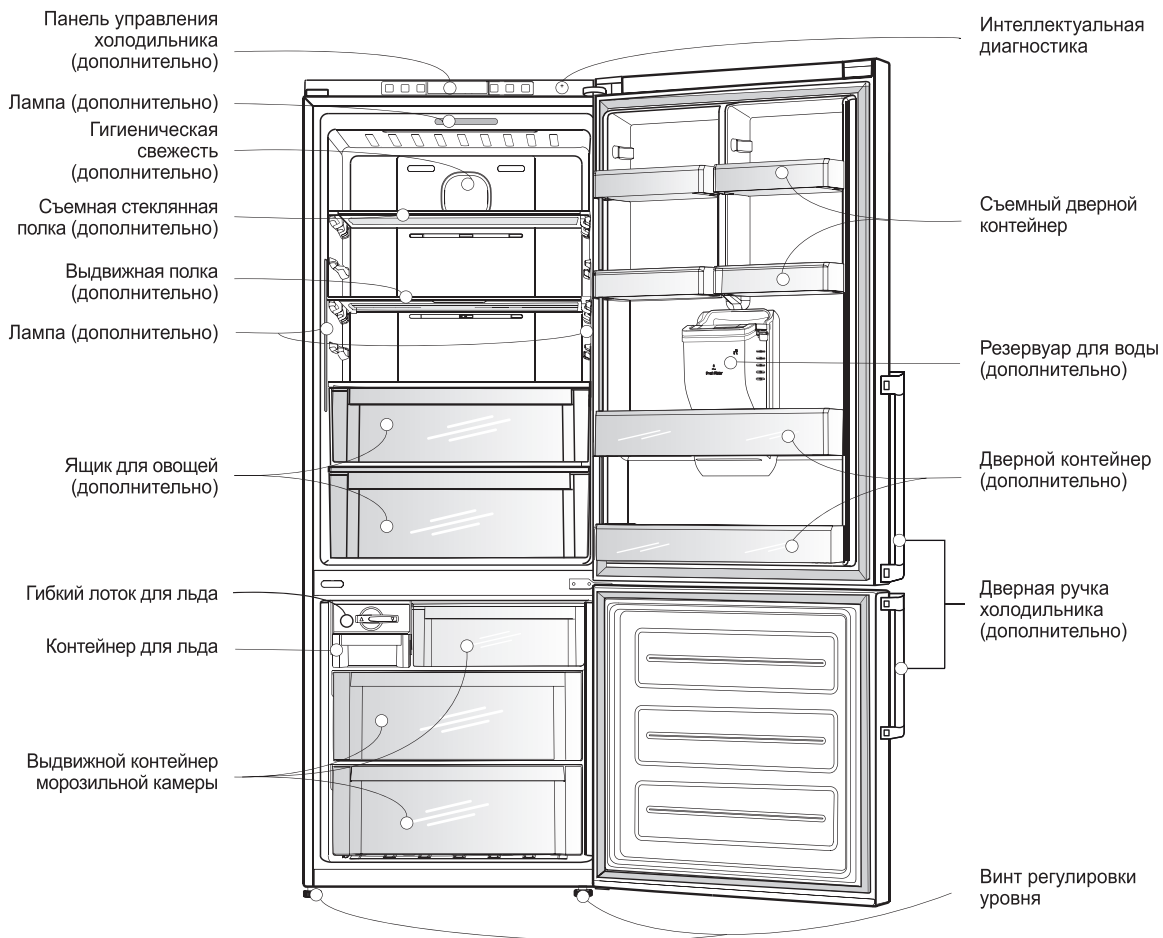 Панель управления
холодильника
(дополнительно)
Лампа (дополнительно)
Гигиеническая
свежесть
(дополнительно)
Съемная стеклянная
полка (дополнительно)
Выдвижная полка
(дополнительно)
Лампа (дополнительно)
Ящик для овощей
(дополнительно)
Гибкий лоток для льда
Контейнер для льда
Выдвижной контейнер
морозильной камеры
Интеллектуальная
диагностика
Съемный дверной
контейнер
Резервуар для воды
(дополнительно)
Дверной контейнер
(дополнительно)
Дверная ручка
холодильника
(дополнительно)
Винт регулировки
уровня